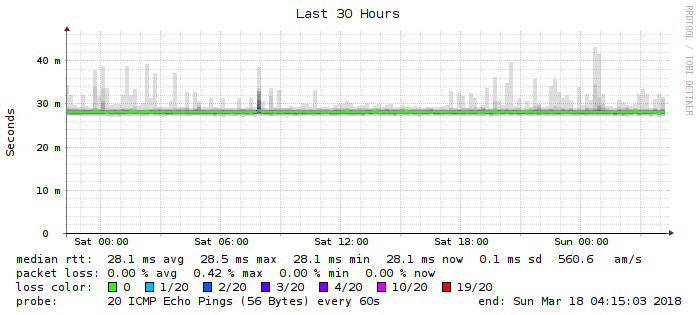 Last 30 Hours
RRDTOOL / TOBI OETIKER
Seconds
40 m
30 m
20 m
10 m
0
Sat 00:00 Sat 06:00 Sat 12:00 Sat 18:00 Sun 00:00
median rtt: 28.1 ms avg 28.5 ms max 28.1 ms min 28.1 ms now 0.1 ms sd 560.6 am/s
packet loss: 0.00 % avg 0.42 % max 0.00 % min 0.00 % now
loss color: 0 1/20 2/20 3/20 4/20 10/20 19/20
probe: 20 ICMP Echo Pings (56 Bytes) every 60s end: Sun Mar 18 04:15:03 2018